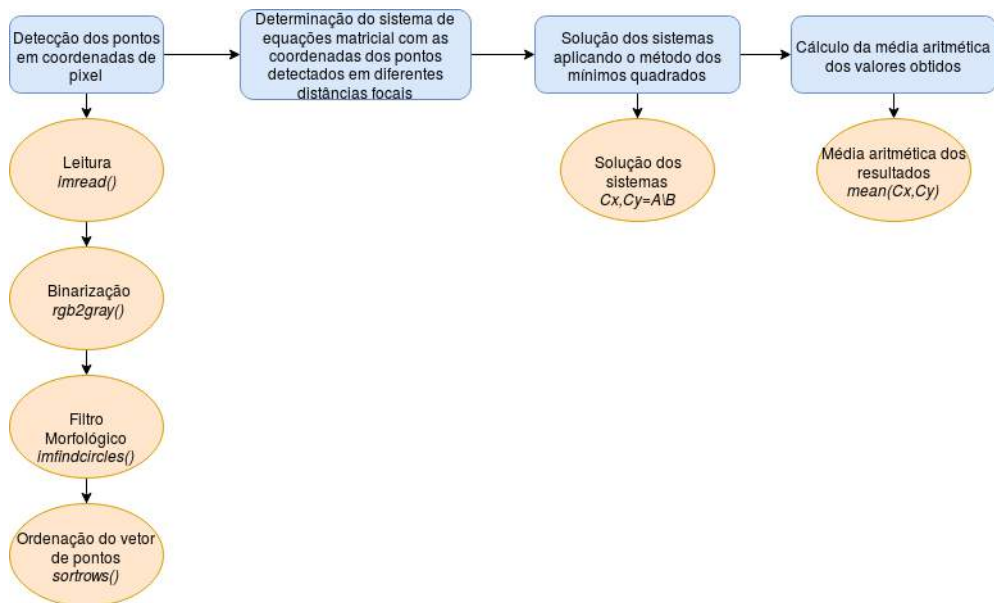 Detecção dos pontos
em coordenadas de
pixel
Determinação do sistema de
equações matricial com as
coordenadas dos pontos
detectados em diferentes
distâncias focais
Solução dos sistemas
aplicando o método dos
mínimos quadrados
Cálculo da média aritmética
dos valores obtidos
Leitura
imread()
Binarização
rgb2gray()
Filtro
Morfológico
imfindcircles()
Ordenação do vetor
de pontos
sortrows()
Solução dos
sistemas
Cx,Cy=A\B
Média aritmética dos
resultados
mean(Cx,Cy)